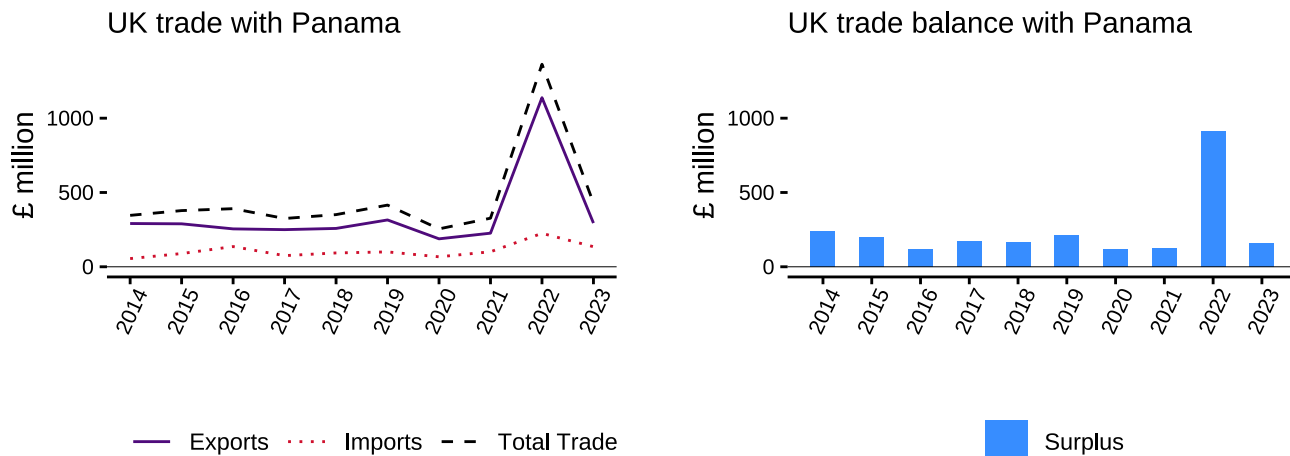 UK trade with Panama
£ million
1000
500
0
2014 2015 2016 2017 2018 2019 2020 2021 2022 2023
Exports Imports Total Trade
UK trade balance with Panama
£ million
1000
500
0
2014 2015 2016 2017 2018 2019 2020 2021 2022 2023
Surplus